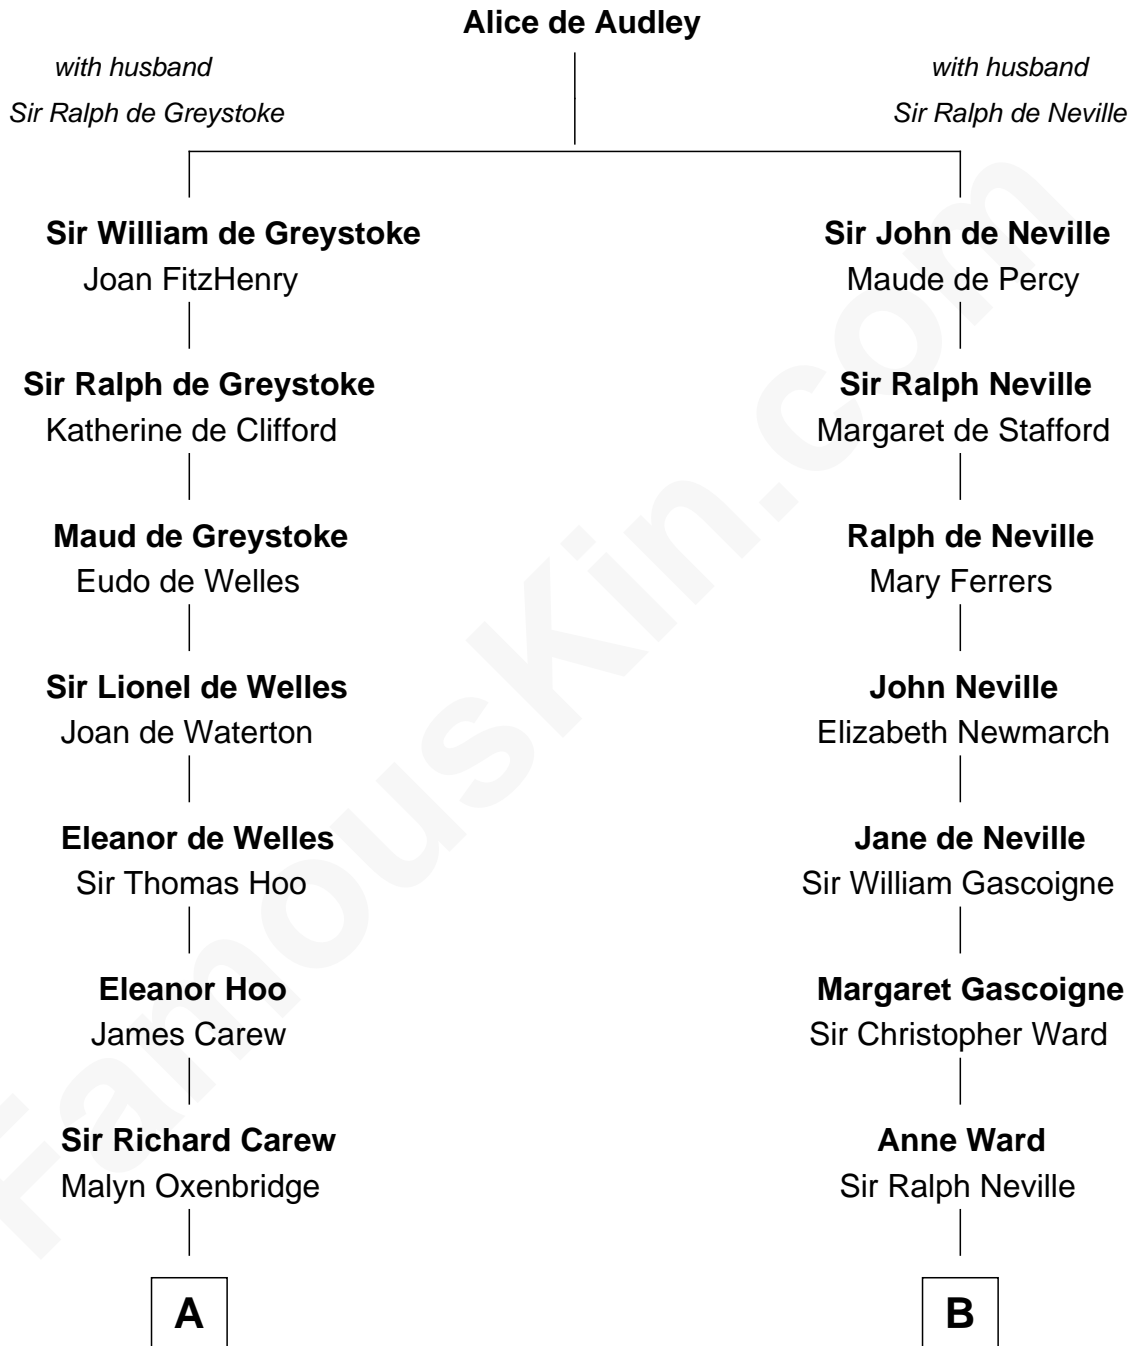 Alice de Audley
with husband
Sir Ralph de Greystoke
with husband
Sir Ralph de Neville
Sir William de Greystoke
Joan FitzHenry
Sir Ralph de Greystoke
Katherine de Clifford
Maud de Greystoke
Eudo de Welles
Sir Lionel de Welles
Joan de Waterton
Eleanor de Welles
Sir Thomas Hoo
Eleanor Hoo
James Carew
Sir Richard Carew
Malyn Oxenbridge
A
Sir John de Neville
Maude de Percy
Sir Ralph Neville
Margaret de Stafford
Ralph de Neville
Mary Ferrers
John Neville
Elizabeth Newmarch
Jane de Neville
Sir William Gascoigne
Margaret Gascoigne
Sir Christopher Ward
Anne Ward
Sir Ralph Neville
B
FamousKin.com